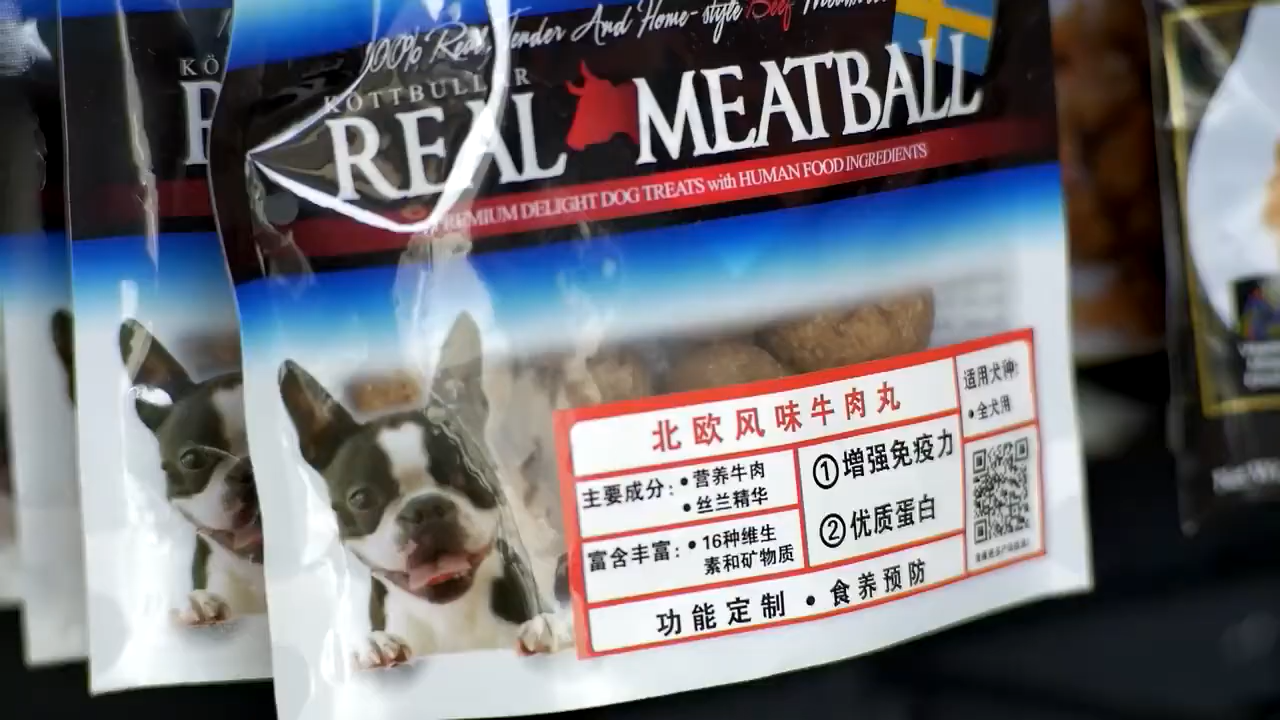 100% Real, Tender And Home-style Beef
KÖTTBULLAR
REAL MEATBALL
PREMIUM DELIGHT DOG TREATS with HUMAN FOOD INGREDIENTS
KÖ
北欧风味牛肉丸
主要成分:
•营养牛肉
•丝兰精华
富含丰富:
•16种维生
素和矿物质
①增强免疫力
②优质蛋白
适用犬种:
•全犬用
功能定制•食养预防